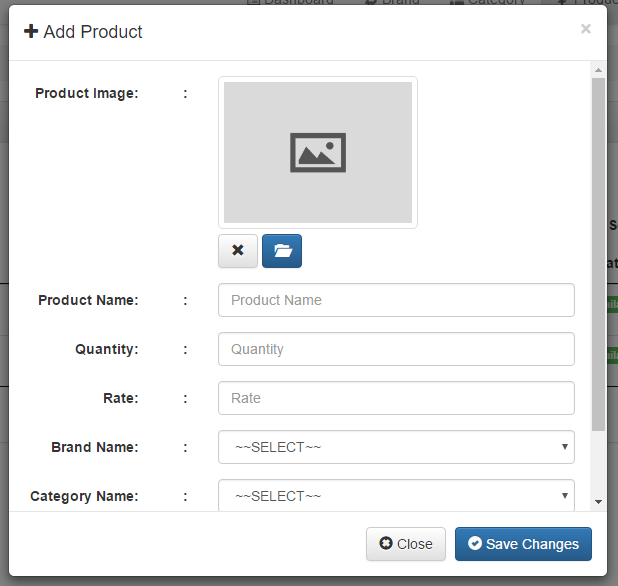 Dashboard Brand Category
Add Product ×
Product Image: :
Product Name: : Product Name
Quantity: : Quantity
Rate: : Rate
Brand Name: : ~~SELECT~~
Category Name: : ~~SELECT~~
Close Save Changes